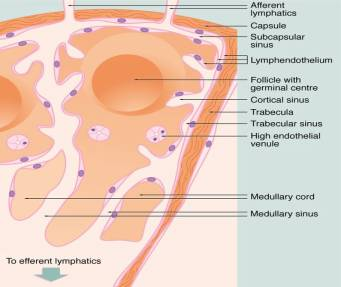 Afferent
lymphatics
Capsule
Subcapsular
sinus
Lymphendothelium
Follicle with
germinal centre
Cortical sinus
Trabecula
Trabecular sinus
High endothelial
venule
Medullary cord
Medullary sinus
To efferent lymphatics